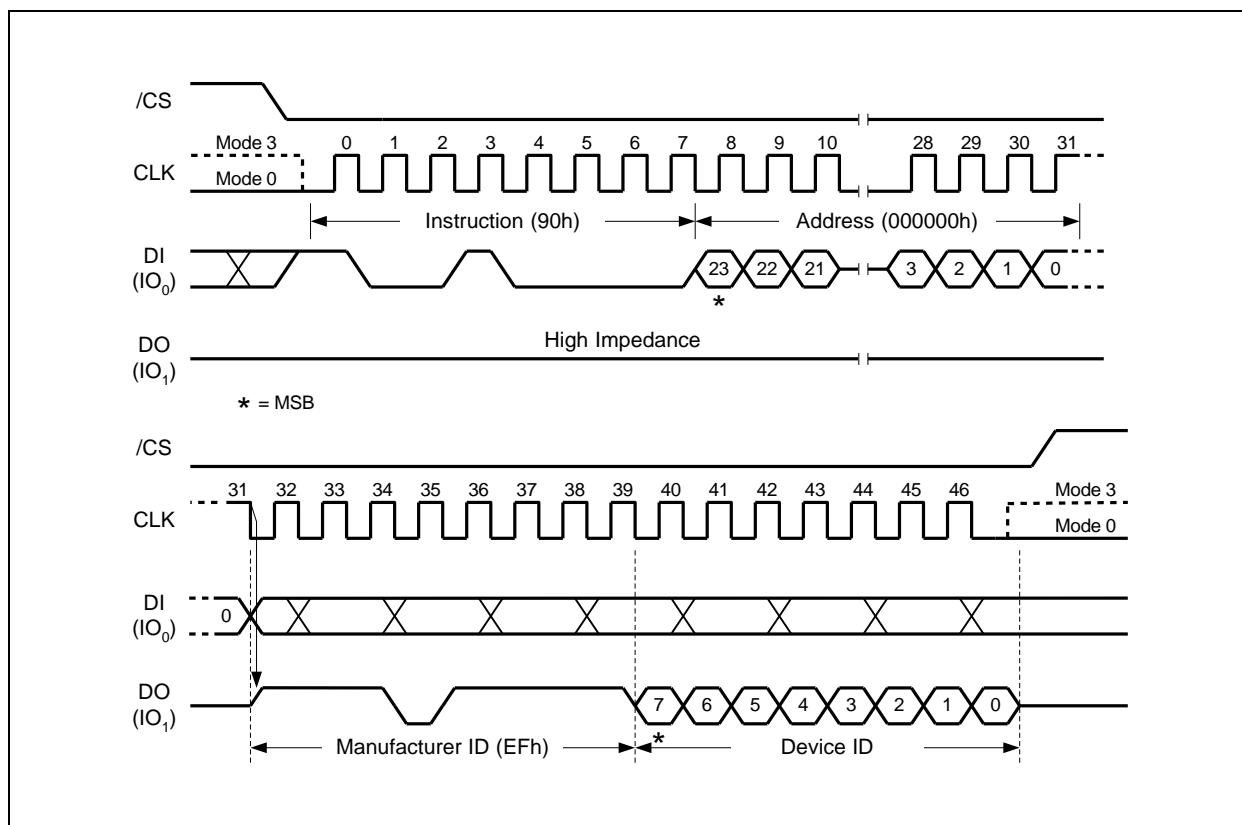 /CS
Mode 3 0 1 2 3 4 5 6 7 8 9 10 28 29 30 31
CLK
Mode 0
Instruction (90h) Address (000000h)
DI
(IO0) 23 22 21 3 2 1 0
*
High Impedance
DO
(IO1)
* = MSB
/CS
31 32 33 34 35 36 37 38 39 40 41 42 43 44 45 46 Mode 3
CLK
Mode 0
DI
(IO0) 0
DO
(IO1) 7 6 5 4 3 2 1 0
*
Manufacturer ID (EFh) Device ID